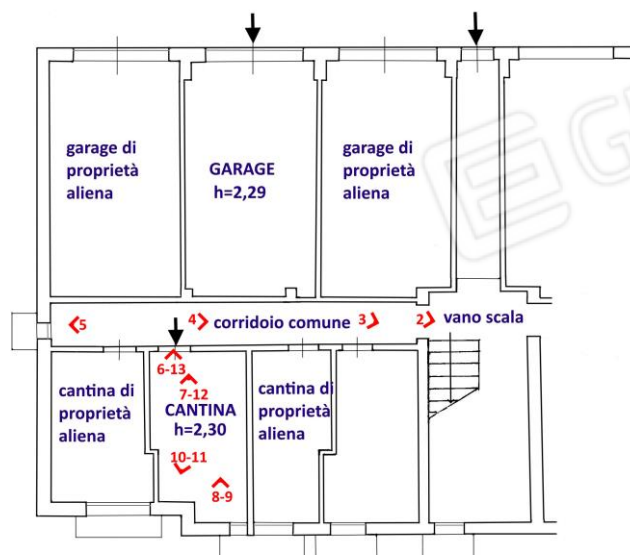 garage di
proprietà
aliena
GARAGE
h=2,29
garage di
proprietà
aliena
5
4
corridoio comune
3
2
vano scala
6-13
7-12
cantina di
proprietà
aliena
CANTINA
h=2,30
cantina di
proprietà
aliena
10-11
8-9